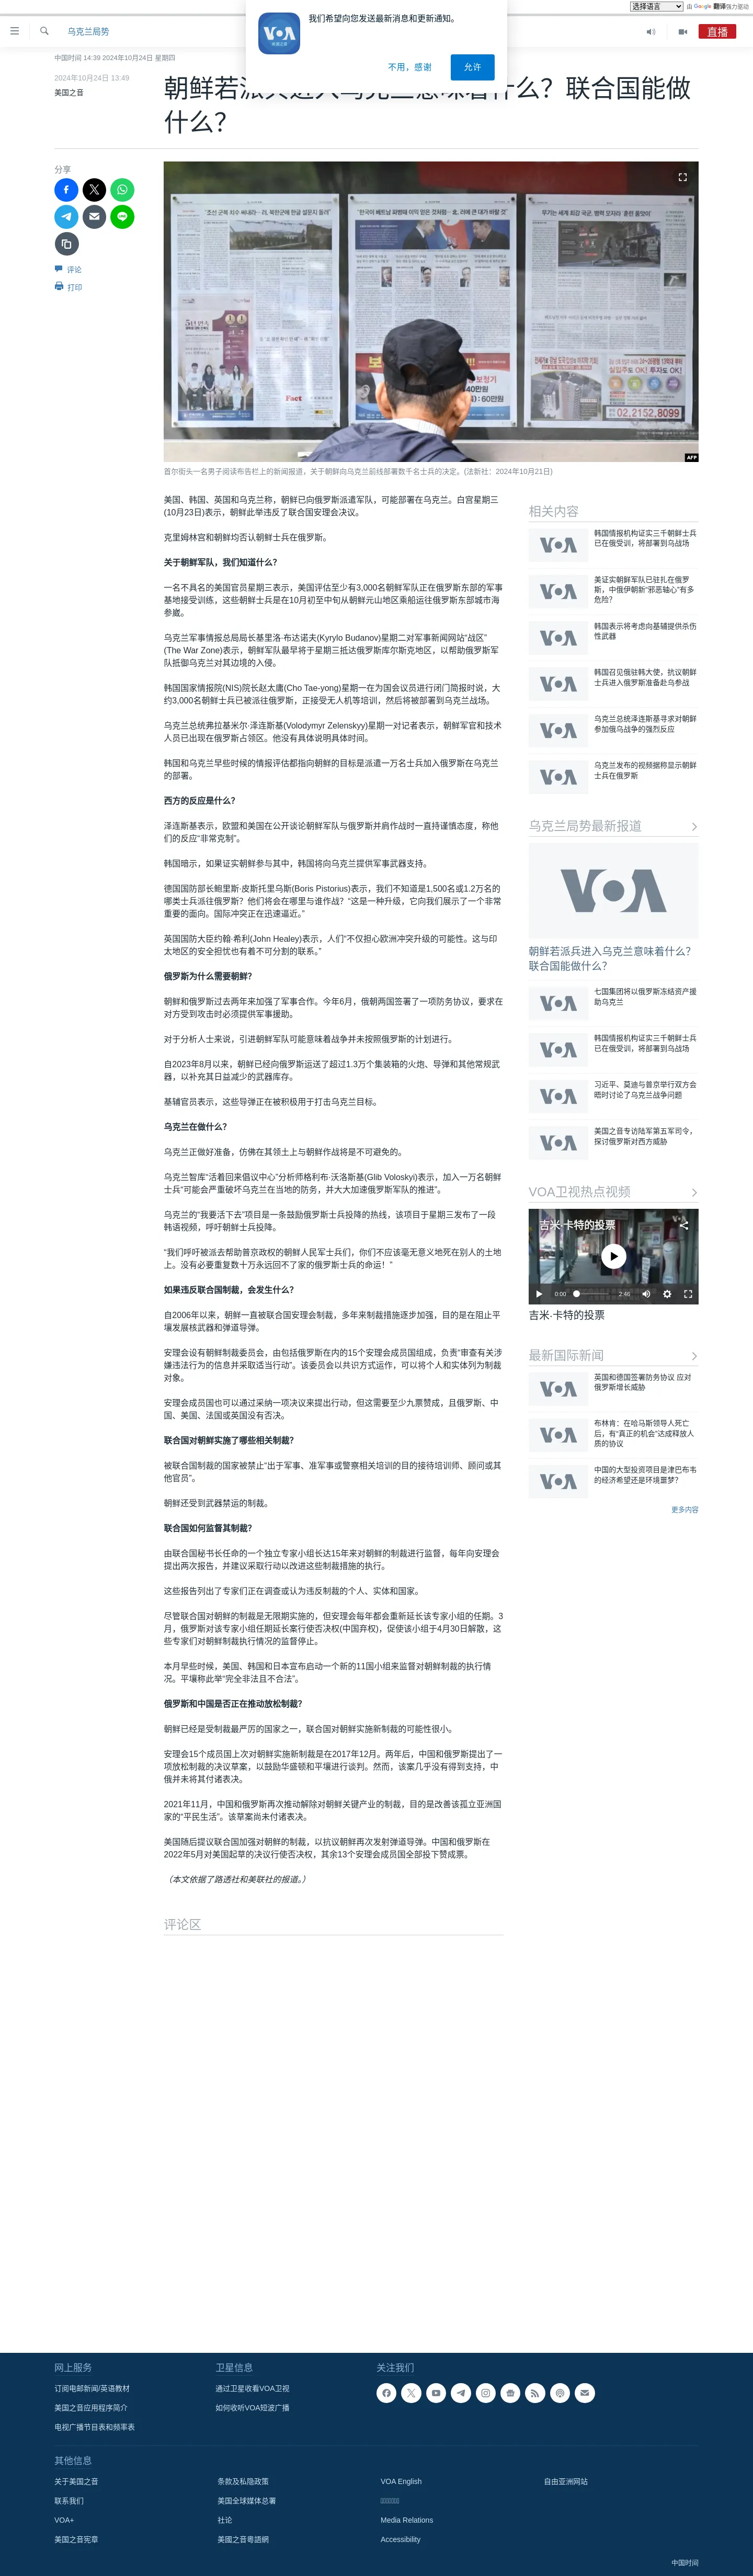 选择语言
由 Google 翻译强力驱动
VOA
我们希望向您发送最新消息和更新通知。
不用，感谢
允许
乌克兰局势
直播
中国时间 14:39 2024年10月24日 星期四
2024年10月24日 13:49
美国之音
朝鲜若派兵进入乌克兰意味着什么？联合国能做
什么？
分享
评论
打印
AFP
首尔街头一名男子阅读布告栏上的新闻报道，关于朝鲜向乌克兰前线部署数千名士兵的决定。(法新社：2024年10月21日)
美国、韩国、英国和乌克兰称，朝鲜已向俄罗斯派遣军队，可能部署在乌克兰。白宫星期三
(10月23日)表示，朝鲜此举违反了联合国安理会决议。
克里姆林宫和朝鲜均否认朝鲜士兵在俄罗斯。
关于朝鲜军队，我们知道什么？
一名不具名的美国官员星期三表示，美国评估至少有3,000名朝鲜军队正在俄罗斯东部的军事
基地接受训练，这些朝鲜士兵是在10月初至中旬从朝鲜元山地区乘船运往俄罗斯东部城市海
参崴。
乌克兰军事情报总局局长基里洛·布达诺夫(Kyrylo Budanov)星期二对军事新闻网站“战区”
(The War Zone)表示，朝鲜军队最早将于星期三抵达俄罗斯库尔斯克地区，以帮助俄罗斯军
队抵御乌克兰对其边境的入侵。
韩国国家情报院(NIS)院长赵太庸(Cho Tae-yong)星期一在为国会议员进行闭门简报时说，大
约3,000名朝鲜士兵已被派往俄罗斯，正接受无人机等培训，然后将被部署到乌克兰战场。
乌克兰总统弗拉基米尔·泽连斯基(Volodymyr Zelenskyy)星期一对记者表示，朝鲜军官和技术
人员已出现在俄罗斯占领区。他没有具体说明具体时间。
韩国和乌克兰早些时候的情报评估都指向朝鲜的目标是派遣一万名士兵加入俄罗斯在乌克兰
的部署。
西方的反应是什么？
泽连斯基表示，欧盟和美国在公开谈论朝鲜军队与俄罗斯并肩作战时一直持谨慎态度，称他
们的反应“非常克制”。
韩国暗示，如果证实朝鲜参与其中，韩国将向乌克兰提供军事武器支持。
德国国防部长鲍里斯·皮斯托里乌斯(Boris Pistorius)表示，我们不知道是1,500名或1.2万名的
哪类士兵派往俄罗斯？他们将会在哪里与谁作战？“这是一种升级，它向我们展示了一个非常
重要的面向。国际冲突正在迅速逼近。”
英国国防大臣约翰·希利(John Healey)表示，人们“不仅担心欧洲冲突升级的可能性。这与印
太地区的安全担忧也有着不可分割的联系。”
俄罗斯为什么需要朝鲜？
朝鲜和俄罗斯过去两年来加强了军事合作。今年6月，俄朝两国签署了一项防务协议，要求在
对方受到攻击时必须提供军事援助。
对于分析人士来说，引进朝鲜军队可能意味着战争并未按照俄罗斯的计划进行。
自2023年8月以来，朝鲜已经向俄罗斯运送了超过1.3万个集装箱的火炮、导弹和其他常规武
器，以补充其日益减少的武器库存。
基辅官员表示，这些导弹正在被积极用于打击乌克兰目标。
乌克兰在做什么？
乌克兰正做好准备，仿佛在其领土上与朝鲜作战将是不可避免的。
乌克兰智库“活着回来倡议中心”分析师格利布·沃洛斯基(Glib Voloskyi)表示，加入一万名朝鲜
士兵“可能会严重破坏乌克兰在当地的防务，并大大加速俄罗斯军队的推进”。
乌克兰的“我要活下去”项目是一条鼓励俄罗斯士兵投降的热线，该项目于星期三发布了一段
韩语视频，呼吁朝鲜士兵投降。
“我们呼吁被派去帮助普京政权的朝鲜人民军士兵们，你们不应该毫无意义地死在别人的土地
上。没有必要重复数十万永远回不了家的俄罗斯士兵的命运！”
如果违反联合国制裁，会发生什么？
自2006年以来，朝鲜一直被联合国安理会制裁，多年来制裁措施逐步加强，目的是在阻止平
壤发展核武器和弹道导弹。
安理会设有朝鲜制裁委员会，由包括俄罗斯在内的15个安理会成员国组成，负责“审查有关涉
嫌违法行为的信息并采取适当行动”。该委员会以共识方式运作，可以将个人和实体列为制裁
对象。
安理会成员国也可以通过采纳一项决议来提出行动，但这需要至少九票赞成，且俄罗斯、中
国、美国、法国或英国没有否决。
联合国对朝鲜实施了哪些相关制裁？
被联合国制裁的国家被禁止“出于军事、准军事或警察相关培训的目的接待培训师、顾问或其
他官员”。
朝鲜还受到武器禁运的制裁。
联合国如何监督其制裁？
由联合国秘书长任命的一个独立专家小组长达15年来对朝鲜的制裁进行监督，每年向安理会
提出两次报告，并建议采取行动以改进这些制裁措施的执行。
这些报告列出了专家们正在调查或认为违反制裁的个人、实体和国家。
尽管联合国对朝鲜的制裁是无限期实施的，但安理会每年都会重新延长该专家小组的任期。3
月，俄罗斯对该专家小组任期延长案行使否决权(中国弃权)，促使该小组于4月30日解散，这
些专家们对朝鲜制裁执行情况的监督停止。
本月早些时候，美国、韩国和日本宣布启动一个新的11国小组来监督对朝鲜制裁的执行情
况。平壤称此举“完全非法且不合法”。
俄罗斯和中国是否正在推动放松制裁？
朝鲜已经是受制裁最严厉的国家之一，联合国对朝鲜实施新制裁的可能性很小。
安理会15个成员国上次对朝鲜实施新制裁是在2017年12月。两年后，中国和俄罗斯提出了一
项放松制裁的决议草案，以鼓励华盛顿和平壤进行谈判。然而，该案几乎没有得到支持，中
俄并未将其付诸表决。
2021年11月，中国和俄罗斯再次推动解除对朝鲜关键产业的制裁，目的是改善该孤立亚洲国
家的“平民生活”。该草案尚未付诸表决。
美国随后提议联合国加强对朝鲜的制裁，以抗议朝鲜再次发射弹道导弹。中国和俄罗斯在
2022年5月对美国起草的决议行使否决权，其余13个安理会成员国全部投下赞成票。
（本文依据了路透社和美联社的报道。）
评论区
相关内容
韩国情报机构证实三千朝鲜士兵
已在俄受训，将部署到乌战场
美证实朝鲜军队已驻扎在俄罗
斯，中俄伊朝新“邪恶轴心”有多
危险？
韩国表示将考虑向基辅提供杀伤
性武器
韩国召见俄驻韩大使，抗议朝鲜
士兵进入俄罗斯准备赴乌参战
乌克兰总统泽连斯基寻求对朝鲜
参加俄乌战争的强烈反应
乌克兰发布的视频据称显示朝鲜
士兵在俄罗斯
乌克兰局势最新报道
VOA
朝鲜若派兵进入乌克兰意味着什么？
联合国能做什么？
七国集团将以俄罗斯冻结资产援
助乌克兰
韩国情报机构证实三千朝鲜士兵
已在俄受训，将部署到乌战场
习近平、莫迪与普京举行双方会
晤时讨论了乌克兰战争问题
美国之音专访陆军第五军司令，
探讨俄罗斯对西方威胁
VOA卫视热点视频
吉米·卡特的投票
0:00
2:46
吉米·卡特的投票
最新国际新闻
英国和德国签署防务协议 应对
俄罗斯增长威胁
布林肯：在哈马斯领导人死亡
后，有“真正的机会”达成释放人
质的协议
中国的大型投资项目是津巴布韦
的经济希望还是环境噩梦？
更多内容
网上服务
订阅电邮新闻/英语教材
美国之音应用程序简介
电视广播节目表和频率表
卫星信息
通过卫星收看VOA卫视
如何收听VOA短波广播
关注我们
其他信息
关于美国之音
条款及私隐政策
VOA English
自由亚洲网站
联系我们
美国全球媒体总署
VOA+
社论
Media Relations
美国之音宪章
美國之音粵語網
Accessibility
中国时间